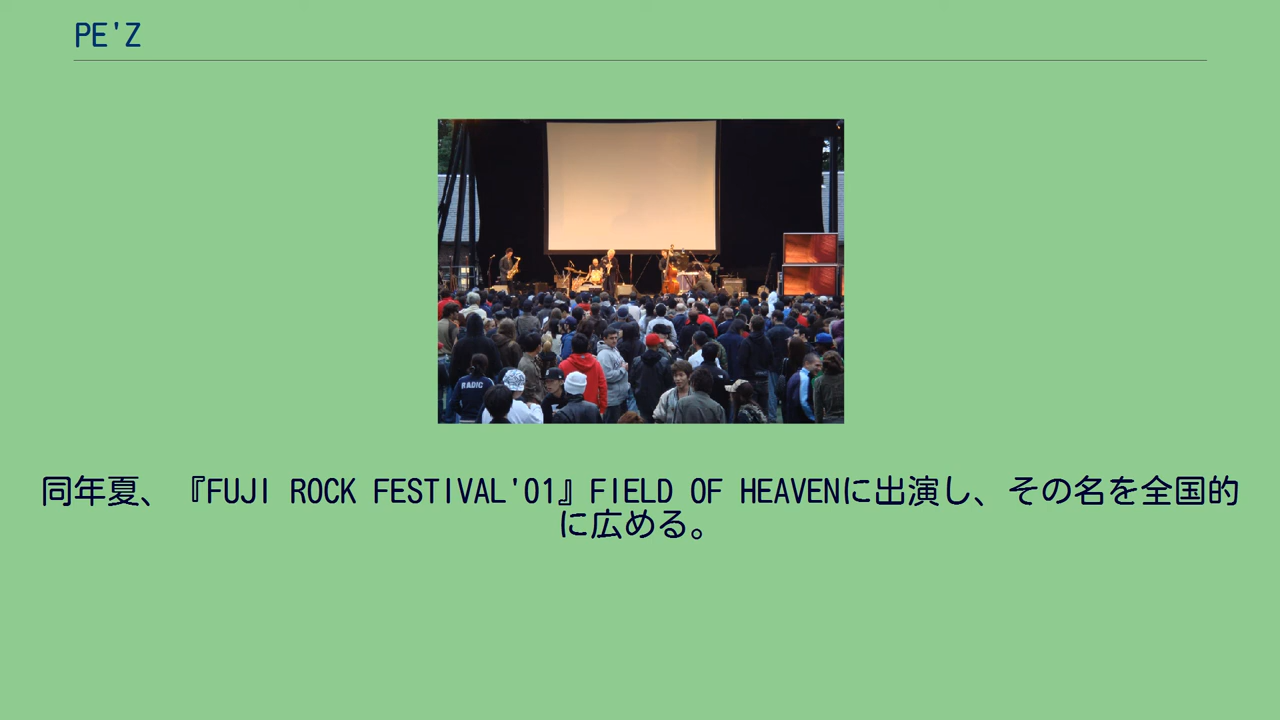 PE'Z
RADIC
同年夏、『FUJI ROCK FESTIVAL'01』FIELD OF HEAVENに出演し、その名を全国的
に広める。